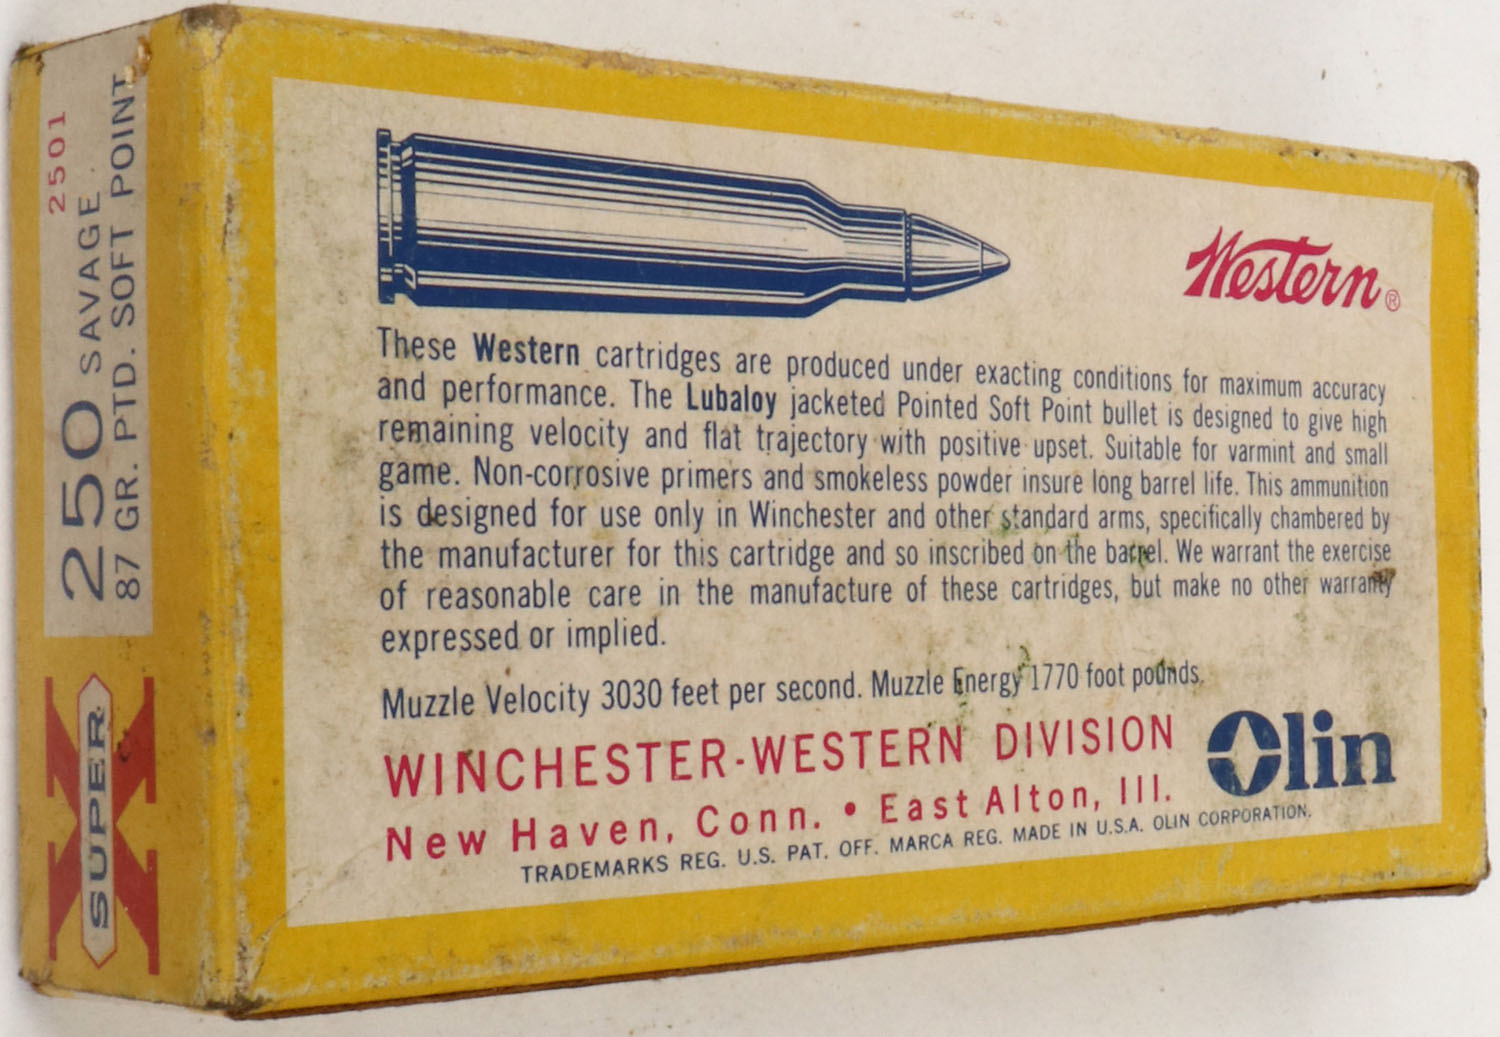 2501
250 SAVAGE
87 GR. PTD. SOFT POINT
SUPER X
Western®
These Western cartridges are produced under exacting conditions for maximum accuracy
and performance. The Lubaloy jacketed Pointed Soft Point bullet is designed to give high
remaining velocity and flat trajectory with positive upset. Suitable for varmint and small
game. Non-corrosive primers and smokeless powder insure long barrel life. This ammunition
is designed for use only in Winchester and other standard arms, specifically chambered by
the manufacturer for this cartridge and so inscribed on the barrel. We warrant the exercise
of reasonable care in the manufacture of these cartridges, but make no other warranty
expressed or implied.
Muzzle Velocity 3030 feet per second. Muzzle Energy 1770 foot pounds.
WINCHESTER-WESTERN DIVISION
New Haven, Conn. • East Alton, Ill.
Olin
TRADEMARKS REG. U.S. PAT. OFF. MARCA REG. MADE IN U.S.A. OLIN CORPORATION.